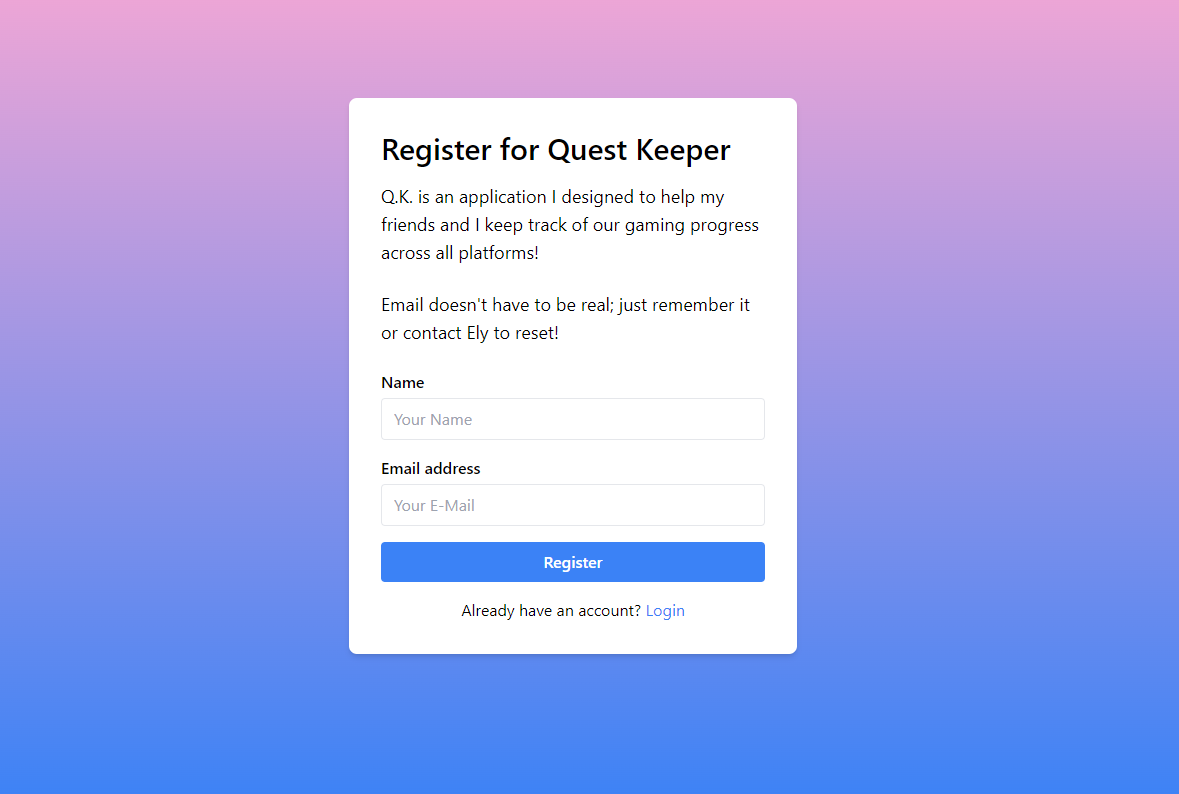 Register for Quest Keeper
Q.K. is an application I designed to help my
friends and I keep track of our gaming progress
across all platforms!
Email doesn't have to be real; just remember it
or contact Ely to reset!
Name
Your Name
Email address
Your E-Mail
Register
Already have an account? Login